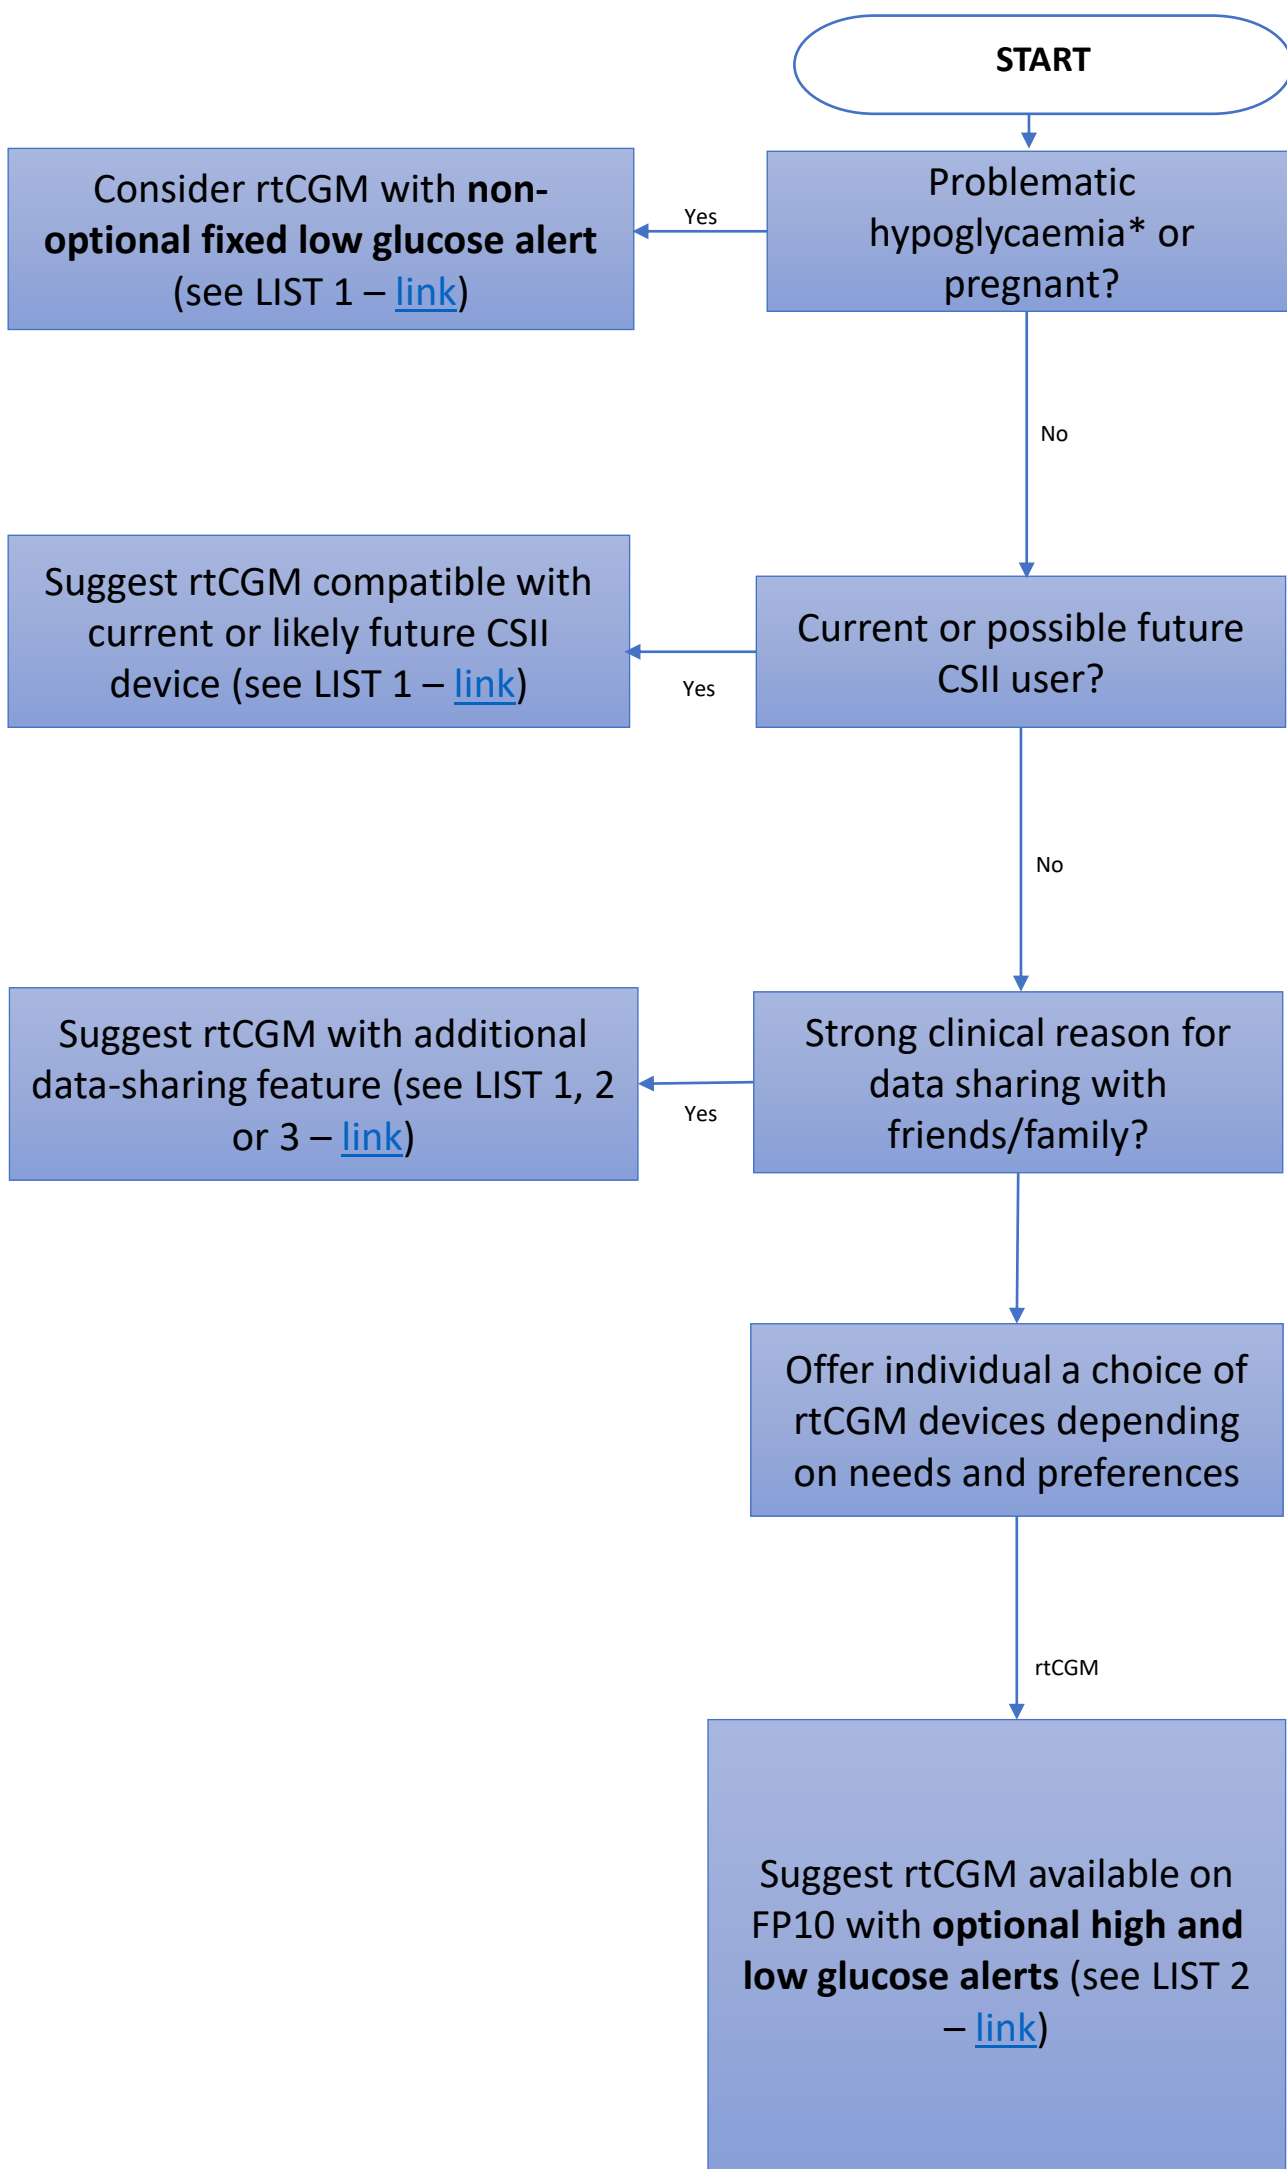 START
Problematic
hypoglycaemia* or
pregnant?
Yes
Consider rtCGM with non-
optional fixed low glucose alert
(see LIST 1 – link)
No
Current or possible future
CSII user?
Yes
Suggest rtCGM compatible with
current or likely future CSII
device (see LIST 1 – link)
No
Strong clinical reason for
data sharing with
friends/family?
Yes
Suggest rtCGM with additional
data-sharing feature (see LIST 1, 2
or 3 – link)
Offer individual a choice of
rtCGM devices depending
on needs and preferences
rtCGM
Suggest rtCGM available on
FP10 with optional high and
low glucose alerts (see LIST 2
– link)